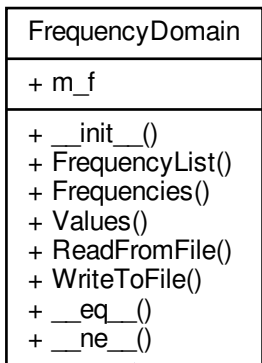 FrequencyDomain
+ m_f
+ __init__()
+ FrequencyList()
+ Frequencies()
+ Values()
+ ReadFromFile()
+ WriteToFile()
+ __eq__()
+ __ne__()